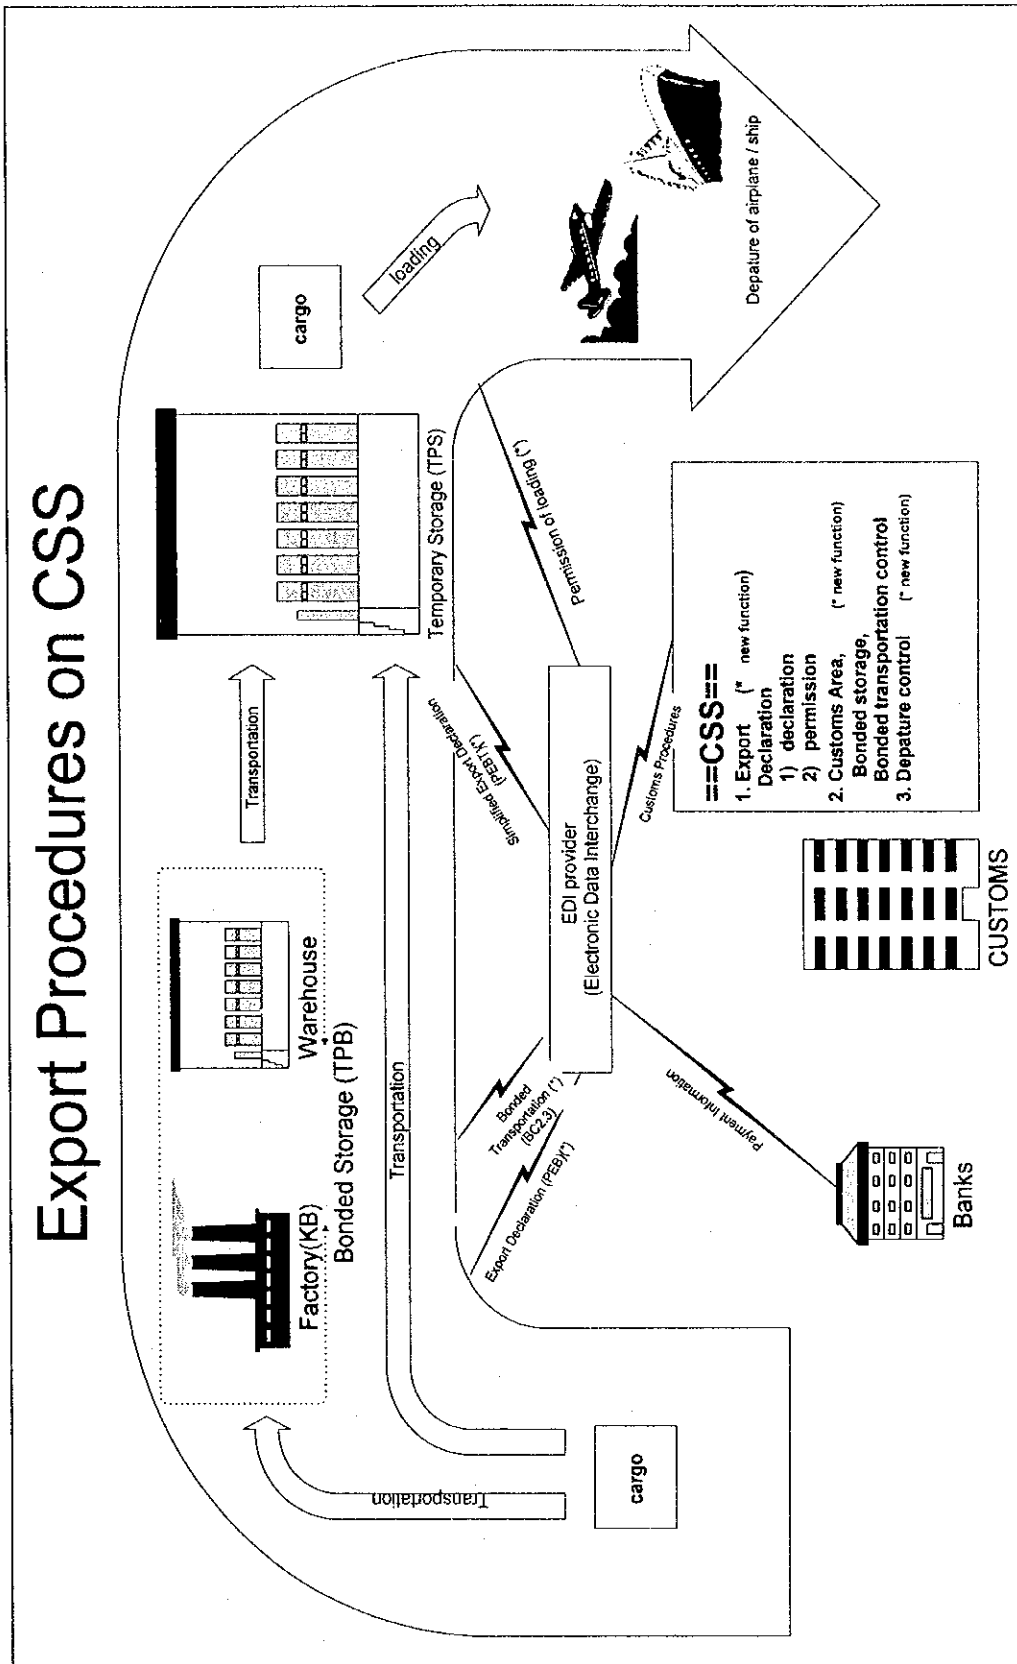 Export Procedures on CSS
Factory(KB)
Warehouse
Bonded Storage (TPB)
Transportation
Transportation
Transportation
cargo
Temporary Storage (TPS)
cargo
loading
Depature of airplane / ship
Export Declaration (PEB)(*)
Bonded
Transportation (*)
(BC2.3)
Simplified Export Declaration
(PEBT)(*)
Permission of loading (*)
EDI provider
(Electronic Data Interchange)
Payment Information
Customs Procedures
Banks
CUSTOMS
==CSS==
1. Export (* new function)
Declaration
1) declaration
2) permission
2. Customs Area, (* new function)
Bonded storage,
Bonded transportation control
3. Depature control (* new function)